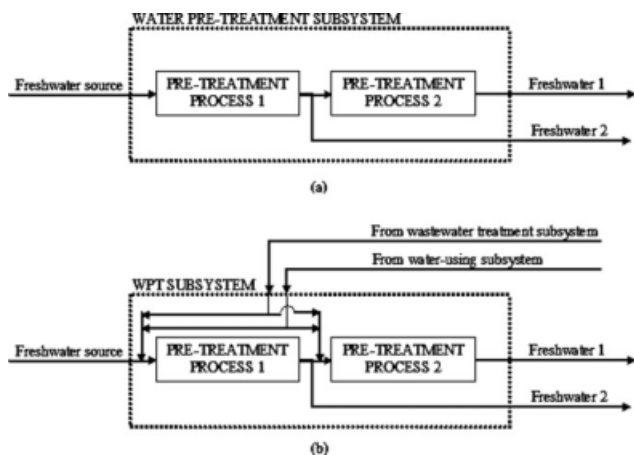 WATER PRE-TREATMENT SUBSYSTEM
Freshwater source
PRE-TREATMENT
PROCESS 1
PRE-TREATMENT
PROCESS 2
Freshwater 1
Freshwater 2
(a)
From wastewater treatment subsystem
From water-using subsystem
WPT SUBSYSTEM
Freshwater source
PRE-TREATMENT
PROCESS 1
PRE-TREATMENT
PROCESS 2
Freshwater 1
Freshwater 2
(b)